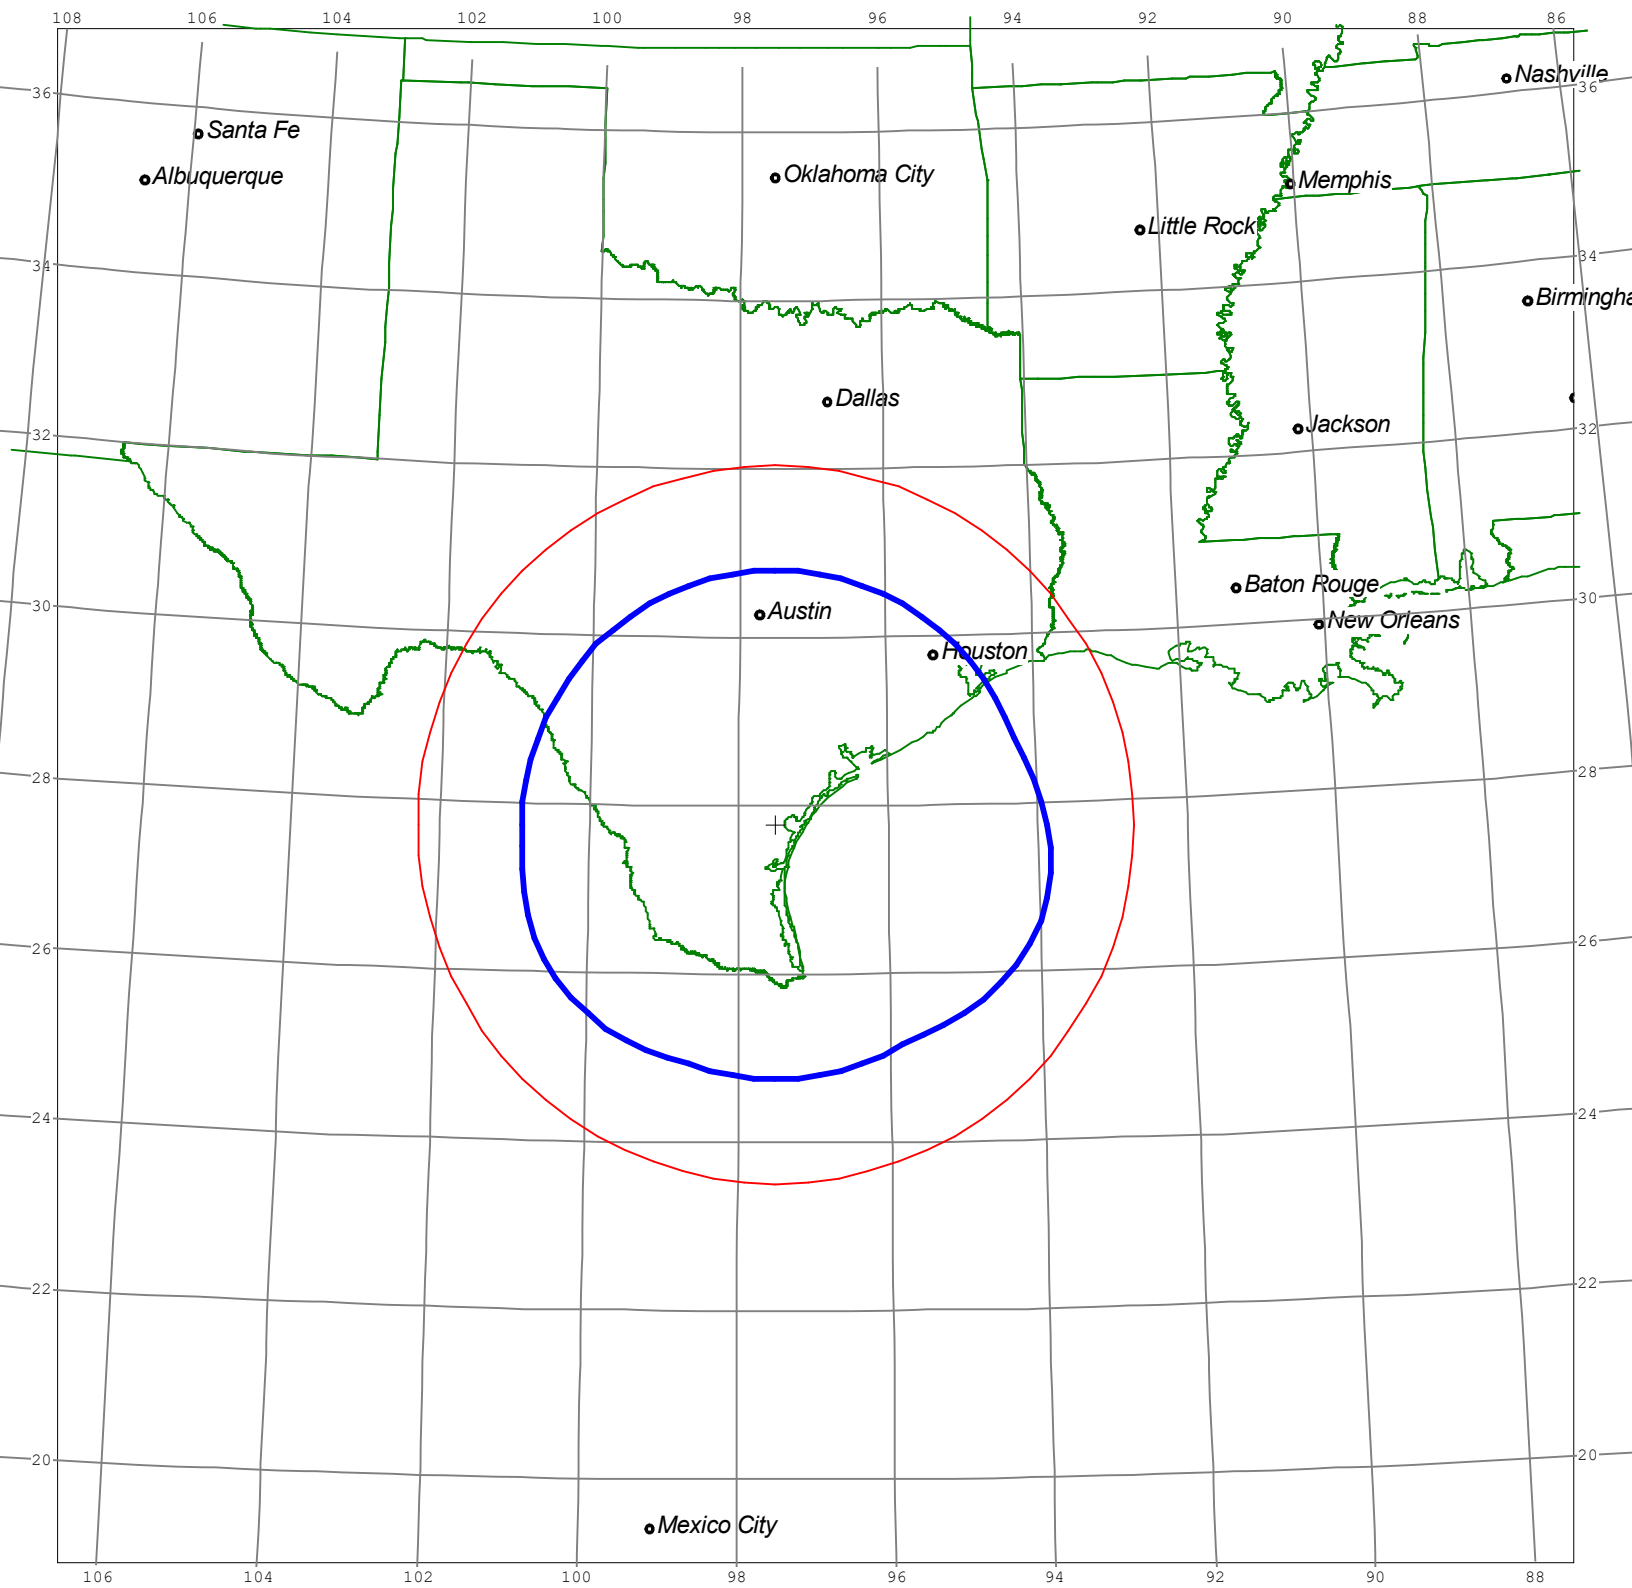 108 106 104 102 100 98 96 94 92 90 88 86
Nashville
36 36
Santa Fe
Albuquerque Oklahoma City Memphis
Little Rock
34 34
Birmingha
Dallas
Jackson
32 32
Baton Rouge
30 30
Austin
New Orleans
Houston
28 28
26 26
24 24
22 22
20 20
Mexico City
106 104 102 100 98 96 94 92 90 88